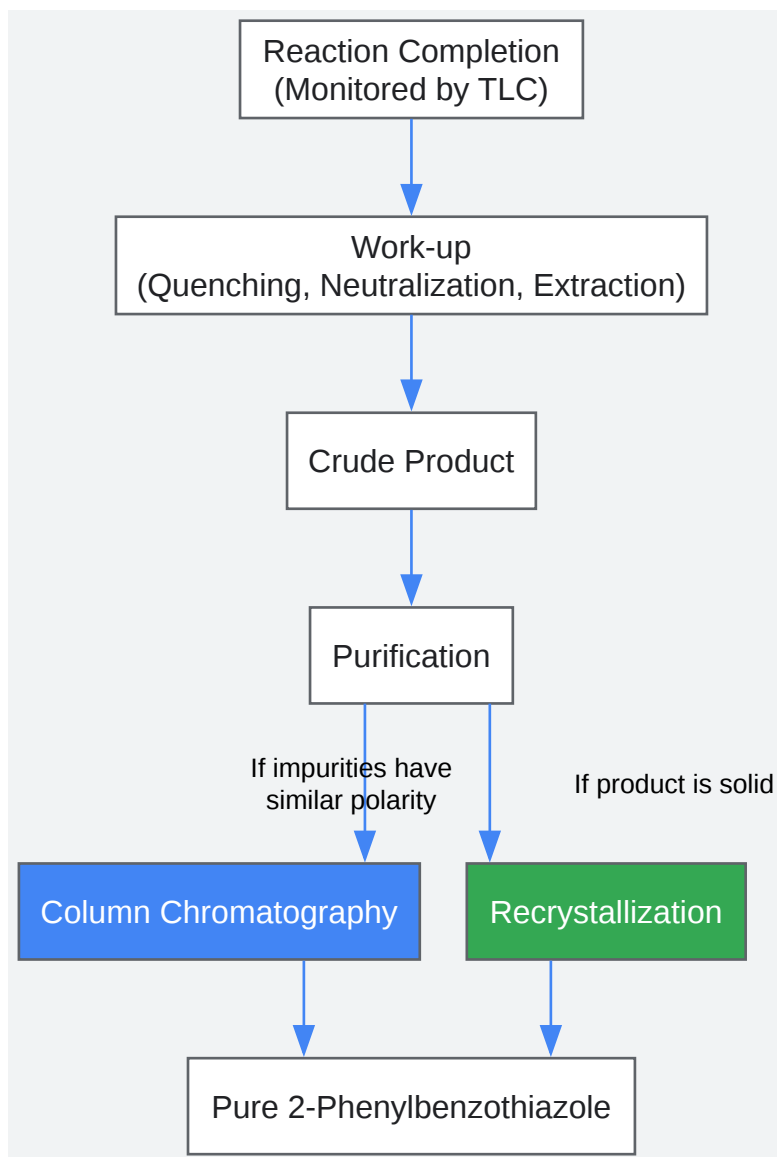 Reaction Completion
(Monitored by TLC)
Work-up
(Quenching, Neutralization, Extraction)
Crude Product
Purification
If impurities have
similar polarity
If product is solid
Column Chromatography
Recrystallization
Pure 2-Phenylbenzothiazole